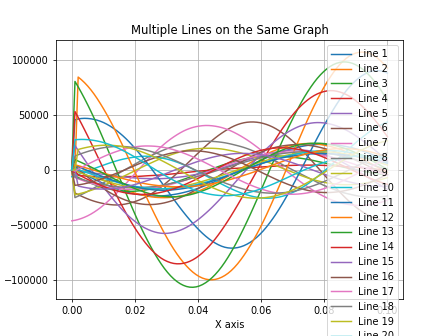 Multiple Lines on the Same Graph
100000
50000
0
−50000
−100000
0.00
0.02
0.04
0.06
X axis
Line 1
Line 2
Line 3
Line 4
Line 5
Line 6
Line 7
Line 8
Line 9
Line 10
Line 11
Line 12
Line 13
Line 14
Line 15
Line 16
Line 17
Line 18
Line 19
Line 20